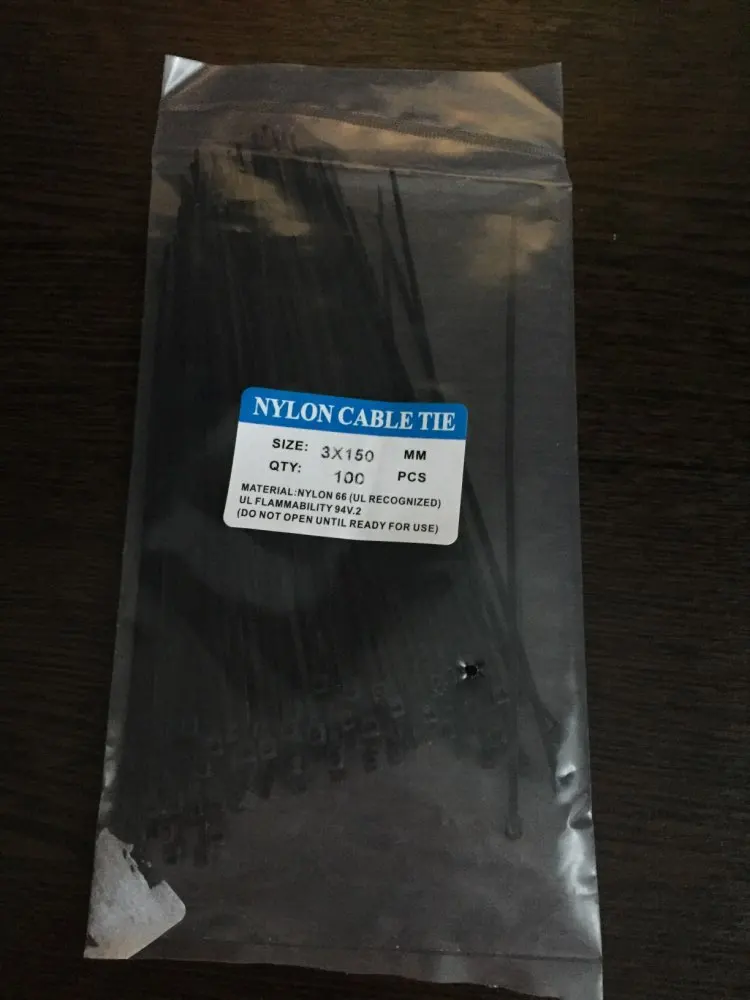 NYLON CABLE TIE
SIZE: 3X150 MM
QTY: 100 PCS
MATERIAL:NYLON 66 (UL RECOGNIZED)
UL FLAMMABILITY 94V.2
(DO NOT OPEN UNTIL READY FOR USE)